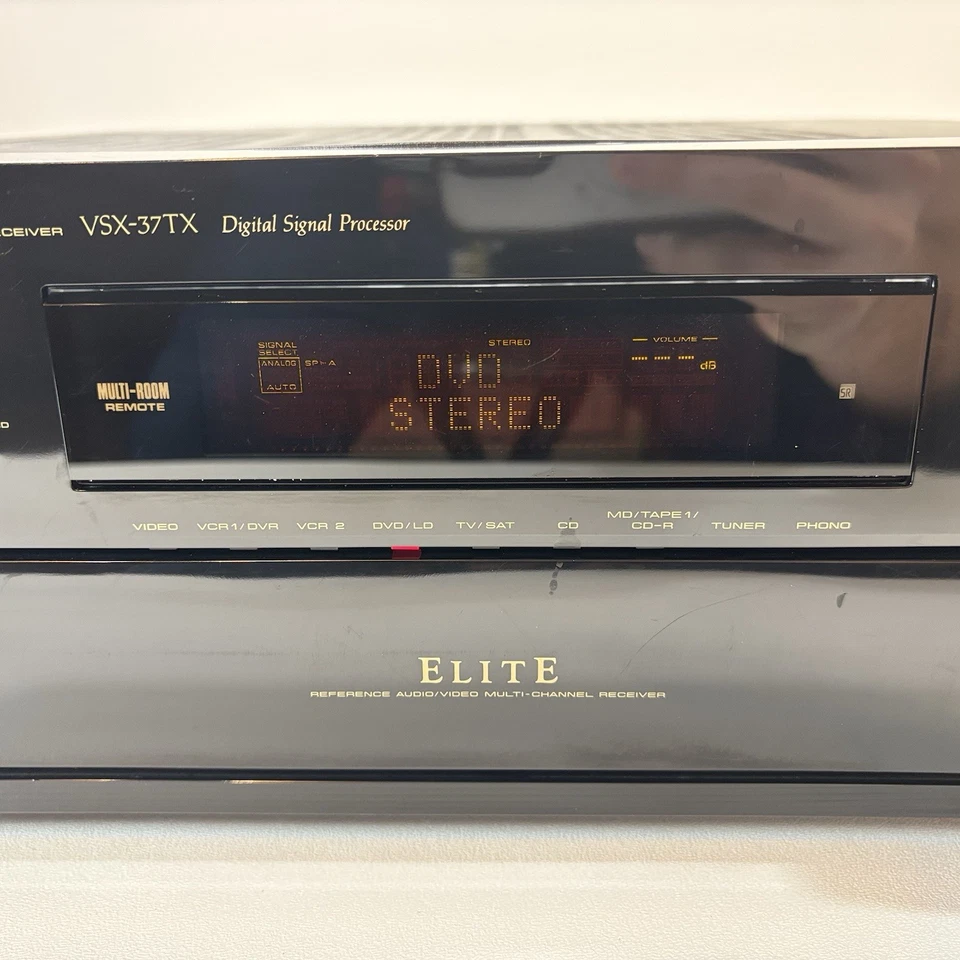 CEIVER VSX-37TX Digital Signal Processor
SIGNAL
SELECT
ANALOG
AUTO
SP▸A
STEREO
DVD
STEREO
VOLUME
dB
MULTI-ROOM
REMOTE
SR
D
VIDEO VCR1/DVR VCR 2 DVD/LD TV/SAT CD MD/TAPE1/
CD-R TUNER PHONO
ELITE
REFERENCE AUDIO/VIDEO MULTI-CHANNEL RECEIVER